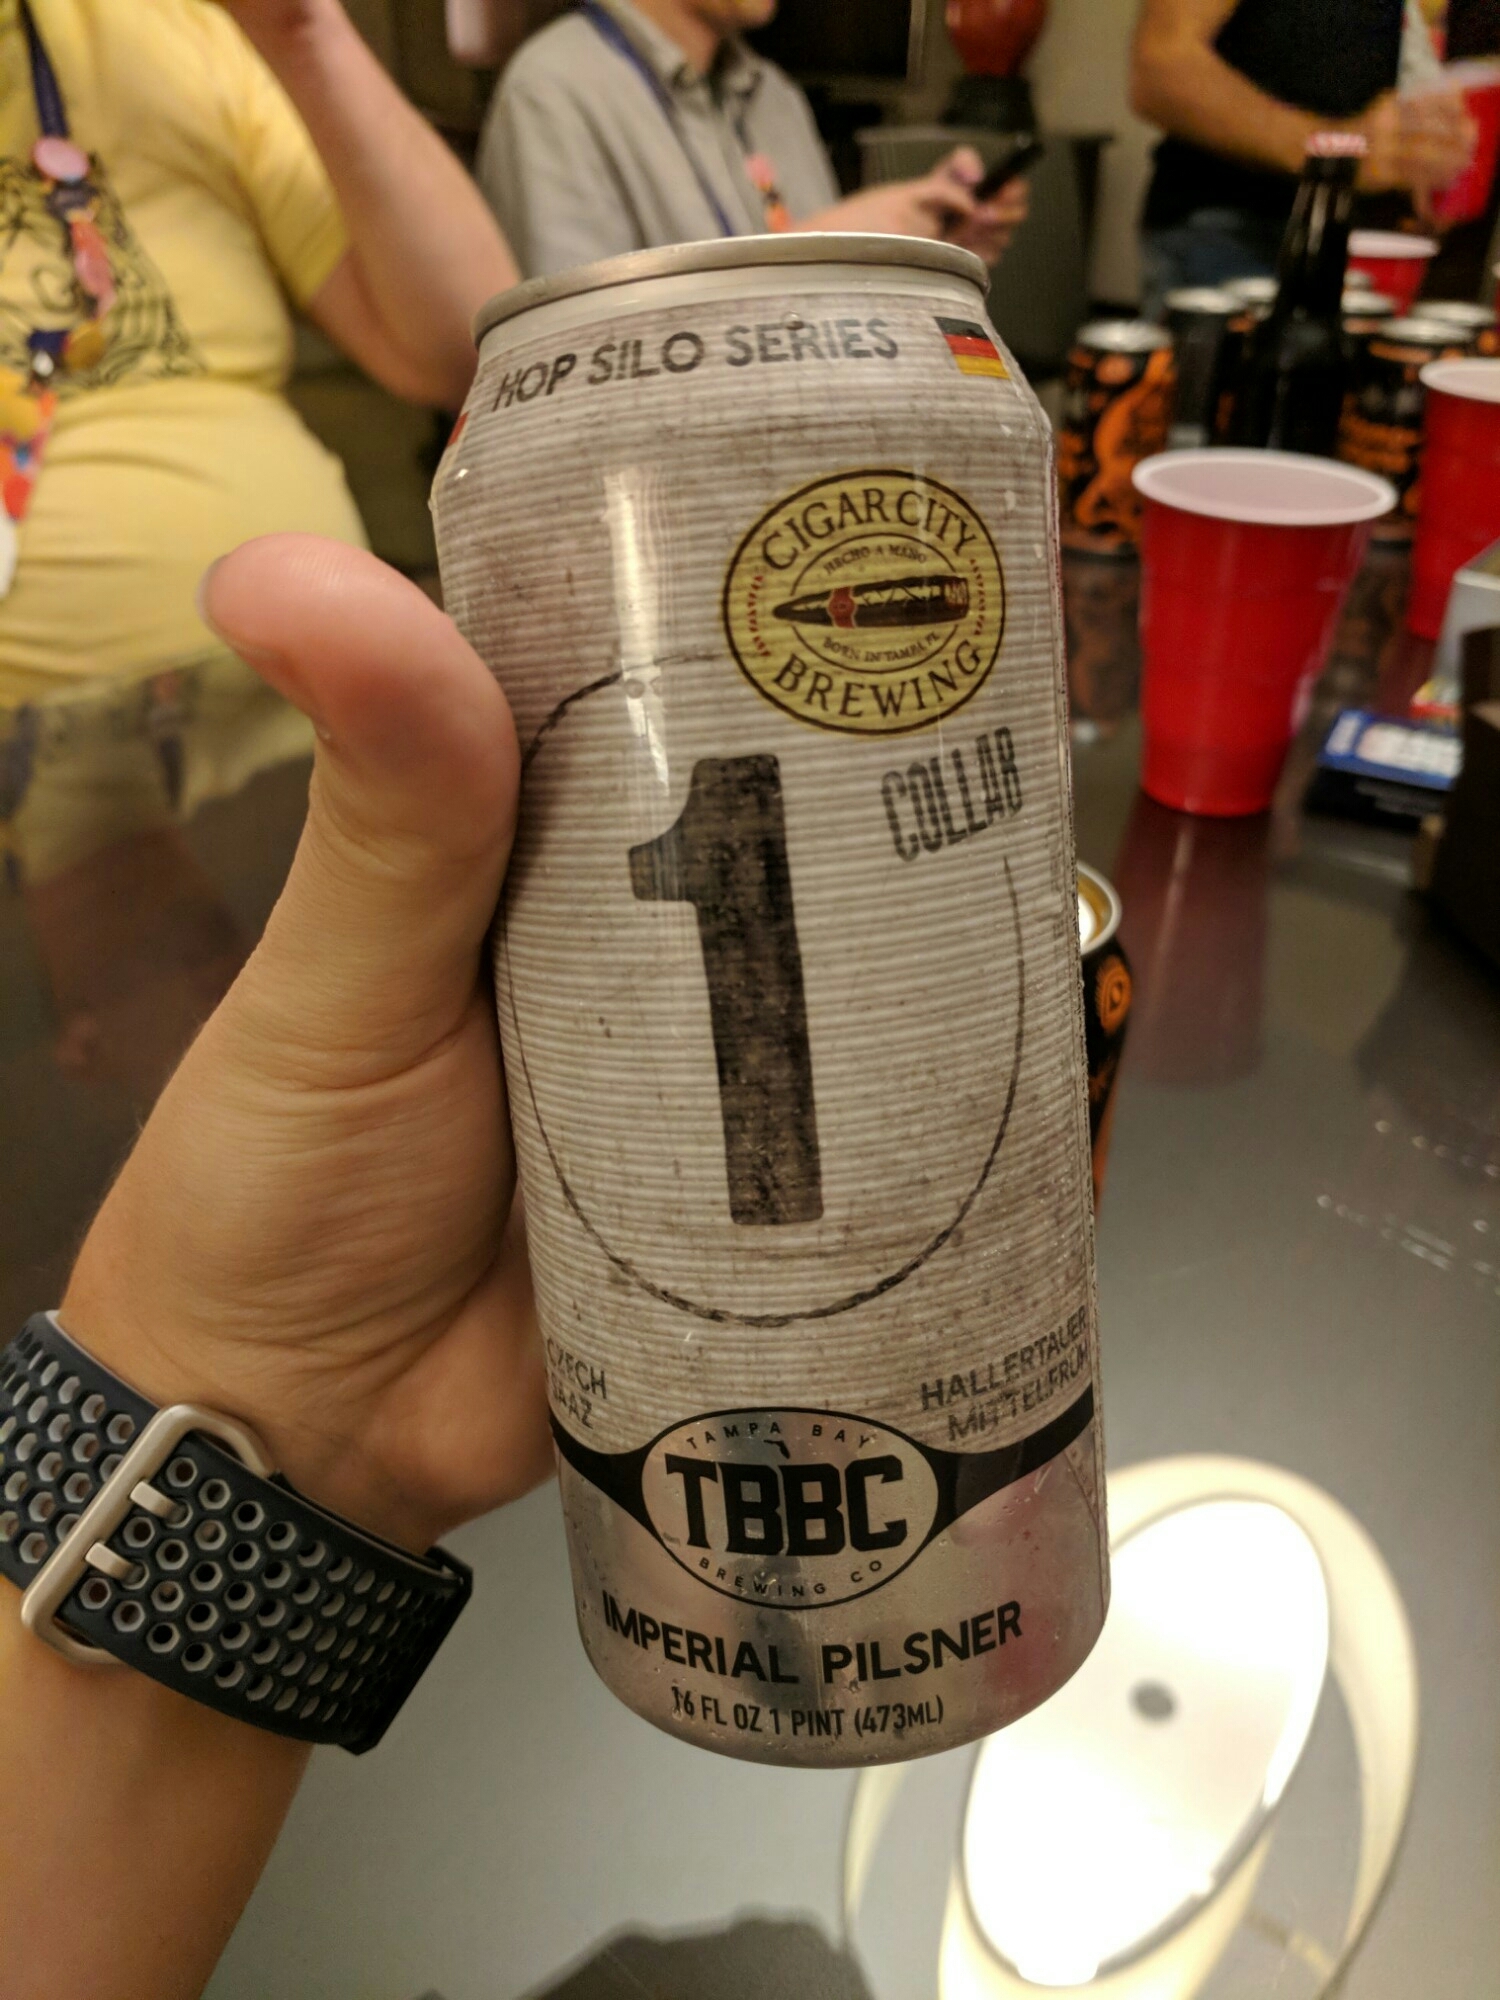 HOP SILO SERIES
CIGAR CITY
HECHO A MANO
BORN IN TAMPA, FL
BREWING
COLLAB
1
CZECH
SAAZ
HALLERTAUER
MITTELFRUH
TAMPA BAY
TBBC
BREWING CO
IMPERIAL PILSNER
16 FL OZ 1 PINT (473ML)